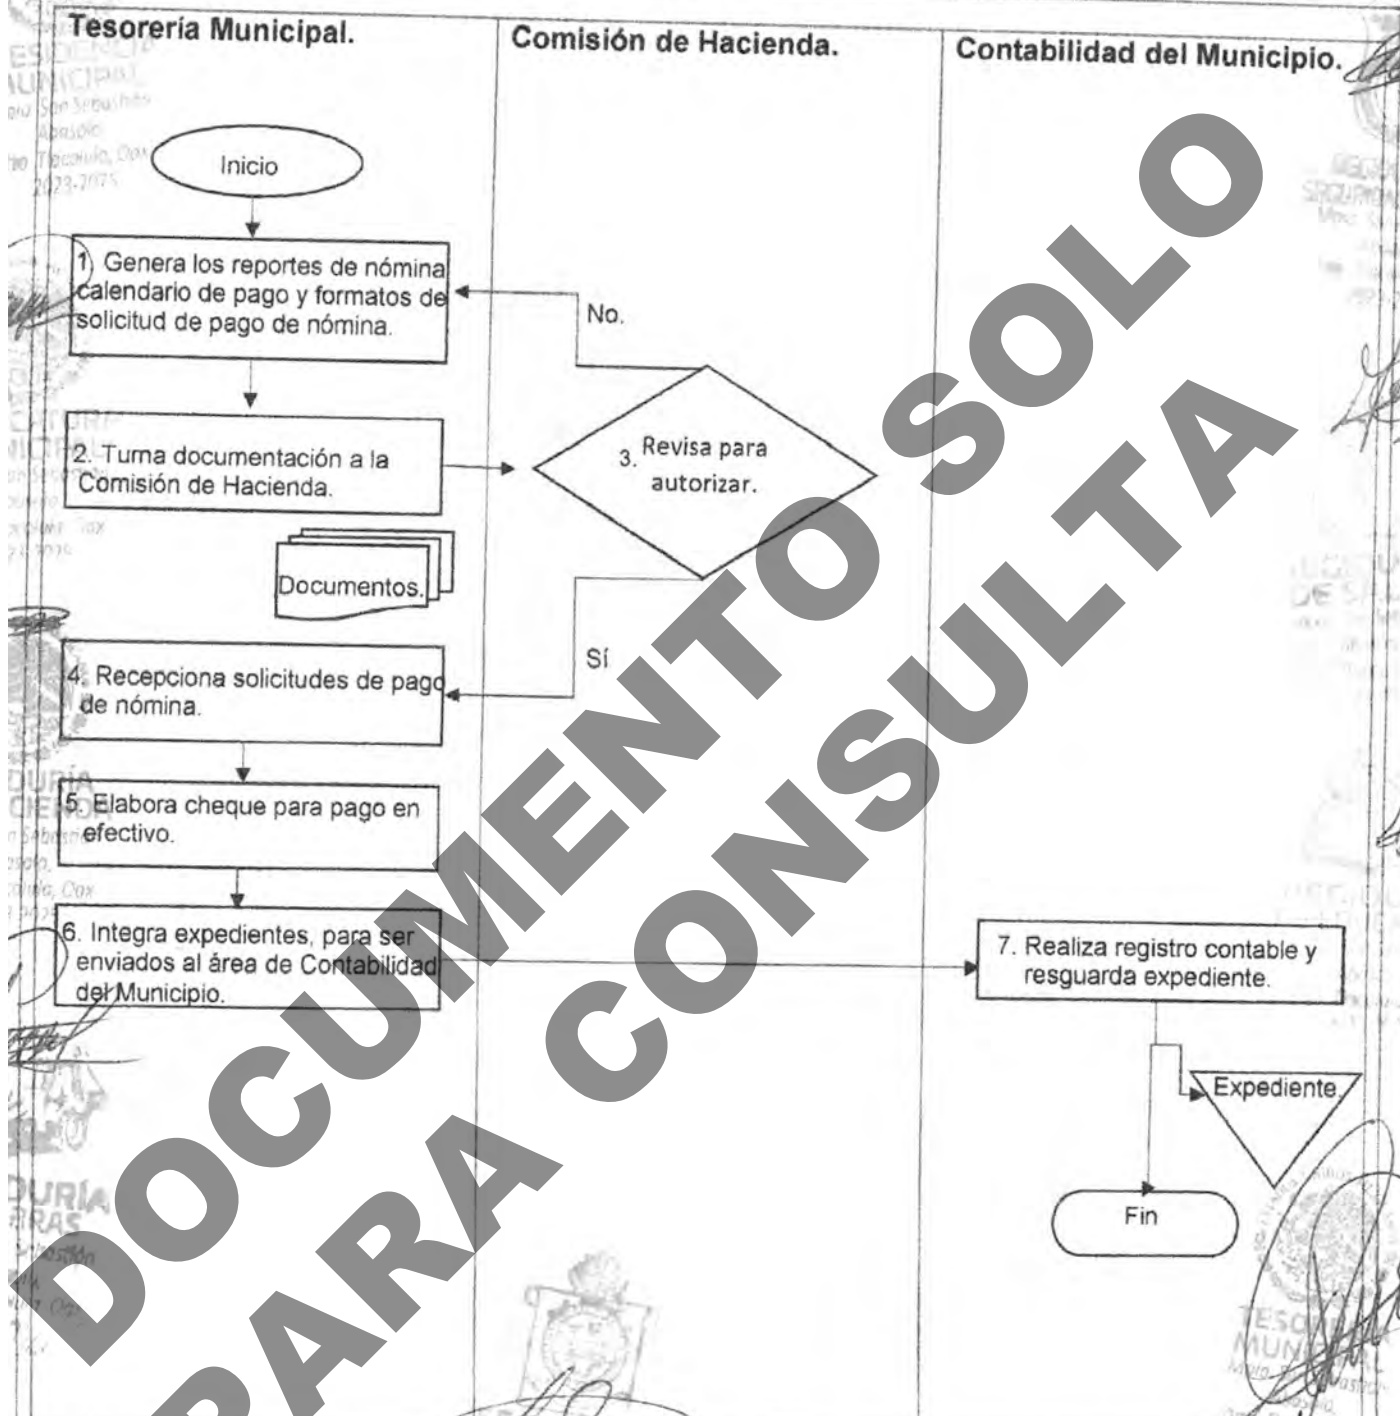 Tesorería Municipal.
Comisión de Hacienda.
Contabilidad del Municipio.
Inicio
1. Genera los reportes de nómina
calendario de pago y formatos de
solicitud de pago de nómina.
No.
2. Turna documentación a la
Comisión de Hacienda.
3. Revisa para
autorizar.
Documentos.
Sí
4. Recepciona solicitudes de pago
de nómina.
5. Elabora cheque para pago en
efectivo.
6. Integra expedientes, para ser
enviados al área de Contabilidad
del Municipio.
7. Realiza registro contable y
resguarda expediente.
Expediente.
Fin
DOCUMENTO SOLO
PARA CONSULTA
2023-2025